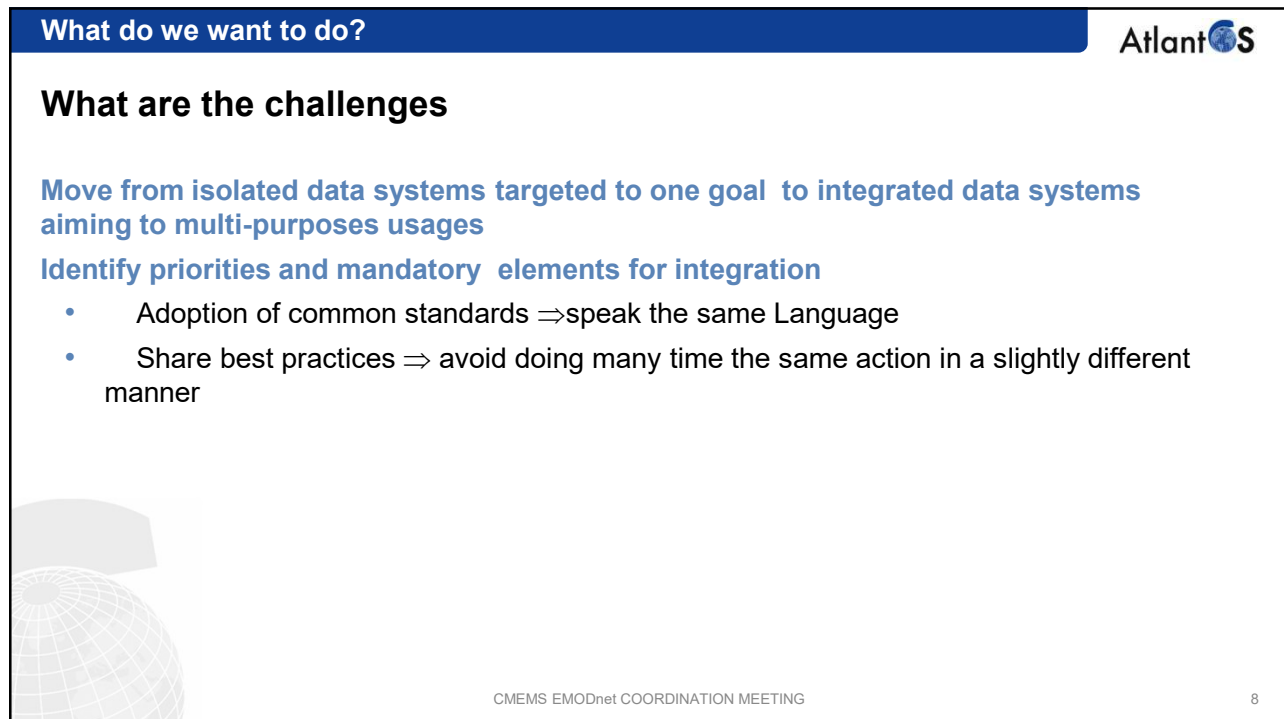 What do we want to do?
AtlantOS
What are the challenges
Move from isolated data systems targeted to one goal to integrated data systems
aiming to multi-purposes usages
Identify priorities and mandatory elements for integration
• Adoption of common standards ⇒speak the same Language
• Share best practices ⇒ avoid doing many time the same action in a slightly different
manner
CMEMS EMODnet COORDINATION MEETING
8